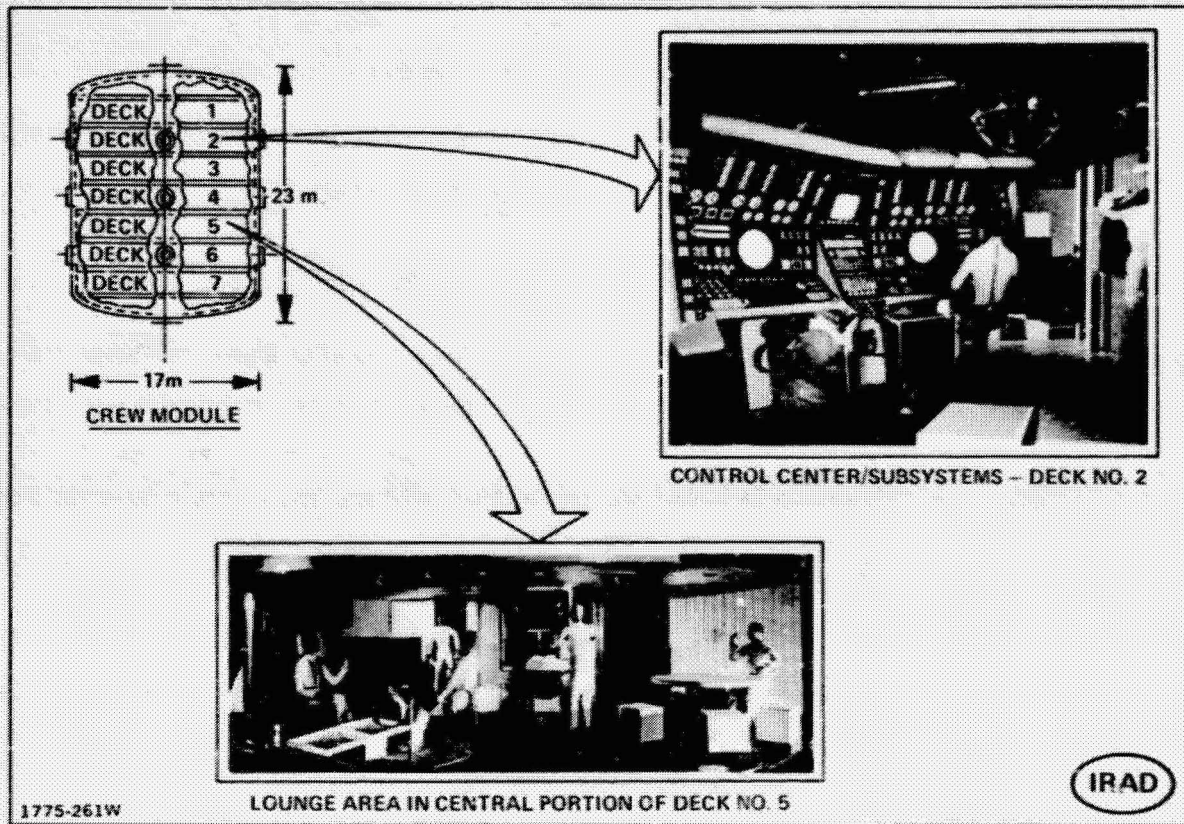 DECK 1
DECK 2
DECK 3
DECK 4
DECK 5
DECK 6
DECK 7
23 m
17m
CREW MODULE
CONTROL CENTER/SUBSYSTEMS – DECK NO. 2
LOUNGE AREA IN CENTRAL PORTION OF DECK NO. 5
1775-261W
IRAD